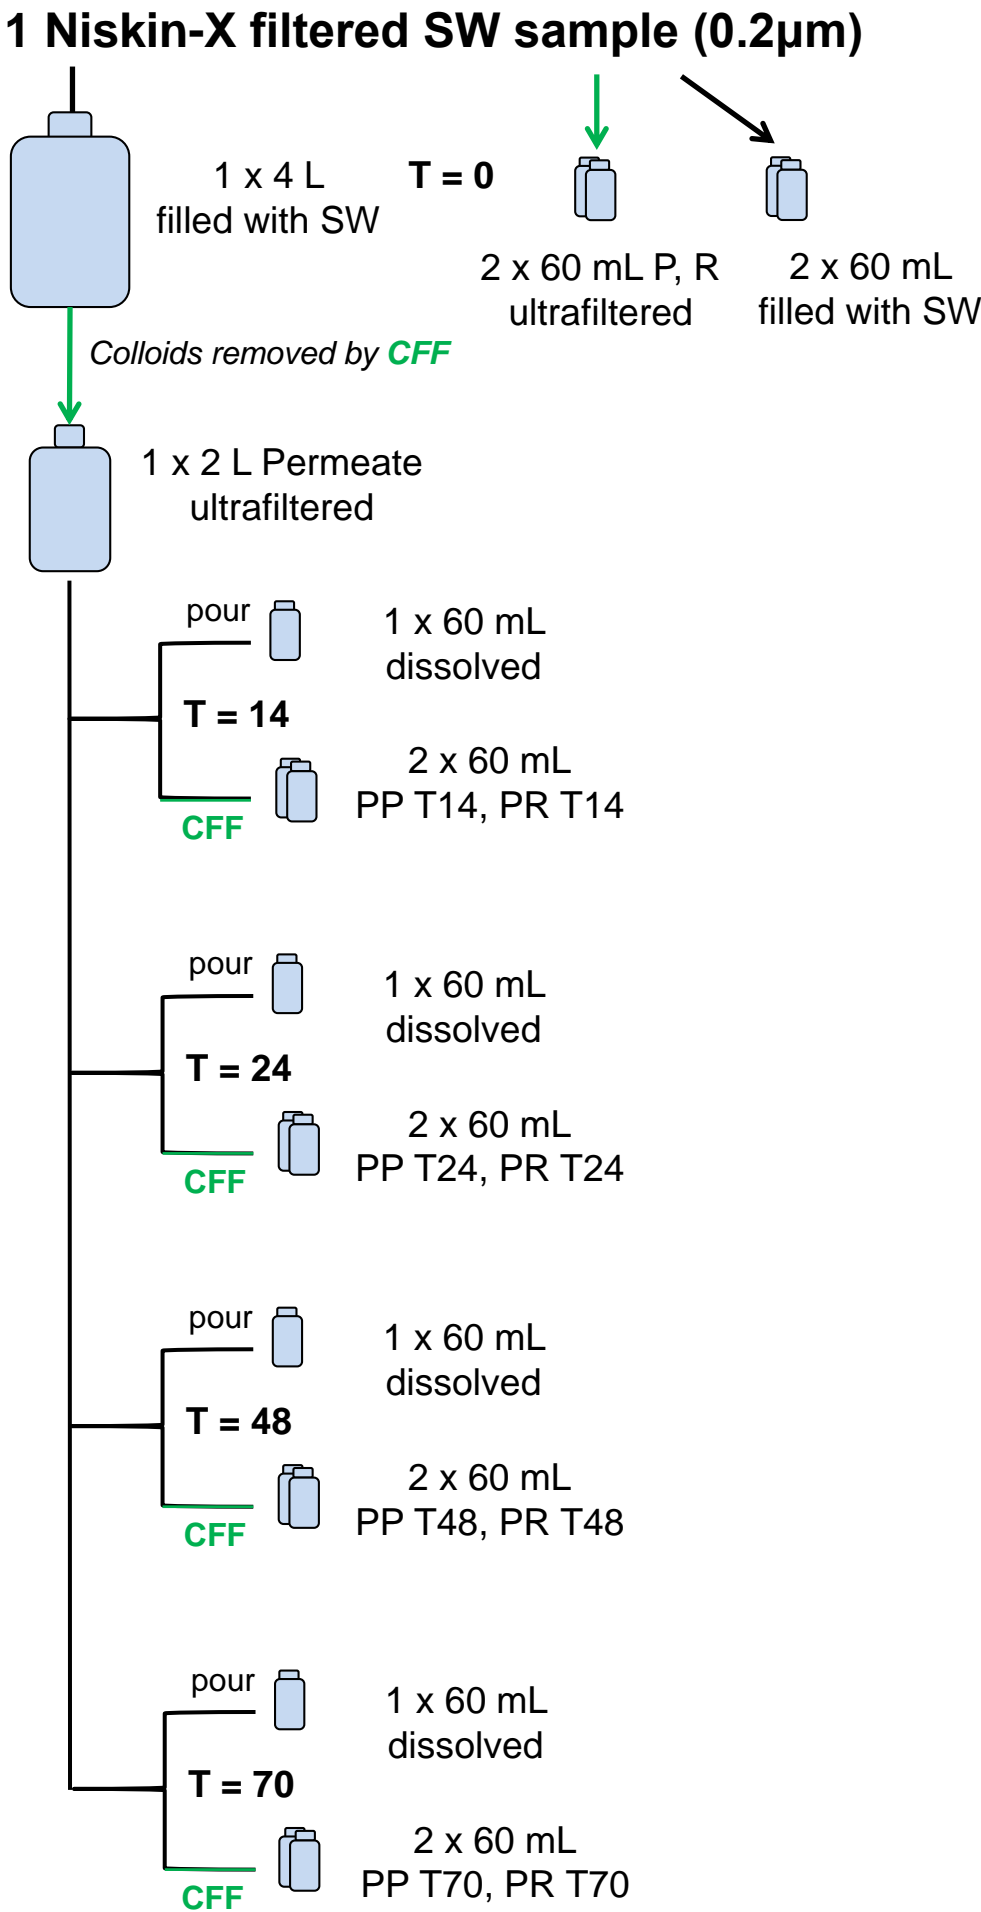 1 Niskin-X filtered SW sample (0.2µm)
1 x 4 L
filled with SW
T = 0
2 x 60 mL P, R
ultrafiltered
2 x 60 mL
filled with SW
Colloids removed by CFF
1 x 2 L Permeate
ultrafiltered
pour
1 x 60 mL
dissolved
T = 14
2 x 60 mL
PP T14, PR T14
CFF
pour
1 x 60 mL
dissolved
T = 24
2 x 60 mL
PP T24, PR T24
CFF
pour
1 x 60 mL
dissolved
T = 48
2 x 60 mL
PP T48, PR T48
CFF
pour
1 x 60 mL
dissolved
T = 70
2 x 60 mL
PP T70, PR T70
CFF